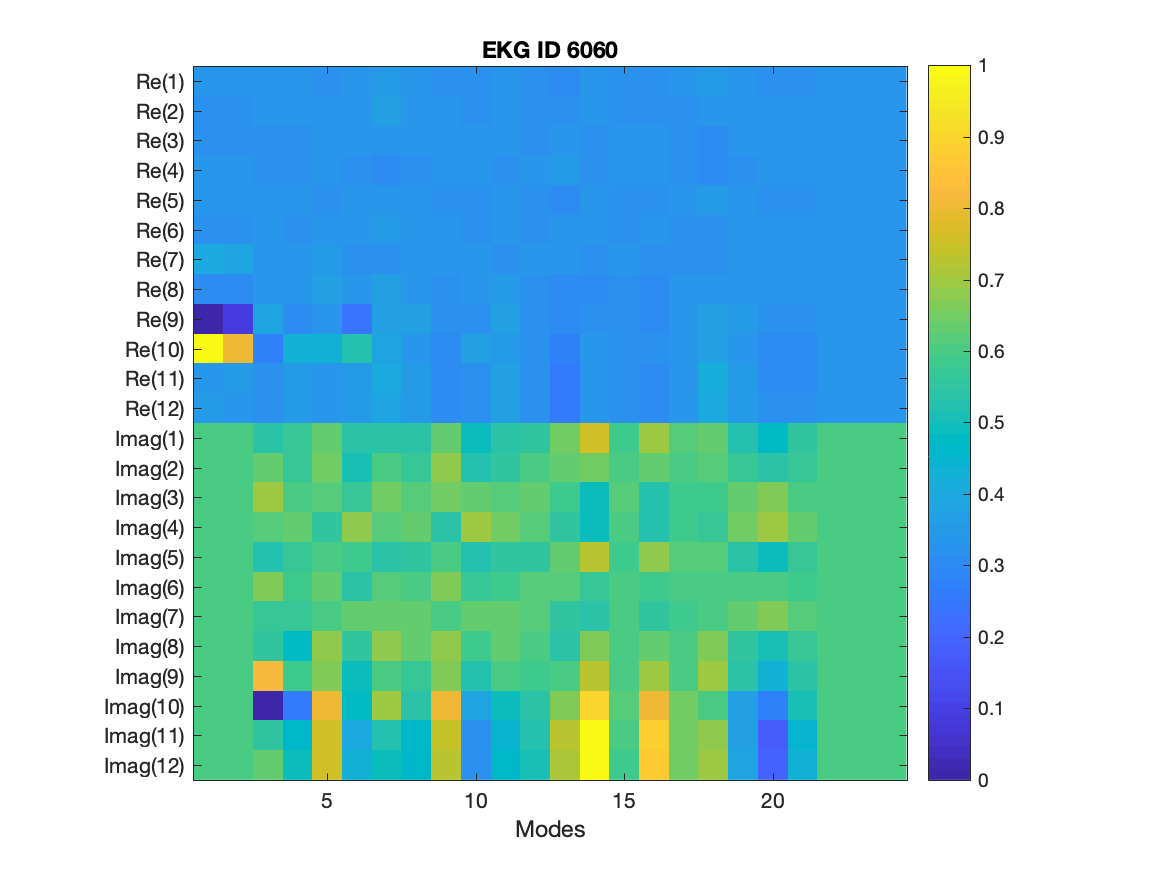 EKG ID 6060
Re(1)
Re(2)
Re(3)
Re(4)
Re(5)
Re(6)
Re(7)
Re(8)
Re(9)
Re(10)
Re(11)
Re(12)
Imag(1)
Imag(2)
Imag(3)
Imag(4)
Imag(5)
Imag(6)
Imag(7)
Imag(8)
Imag(9)
Imag(10)
Imag(11)
Imag(12)
5 10 15 20
Modes
1
0.9
0.8
0.7
0.6
0.5
0.4
0.3
0.2
0.1
0